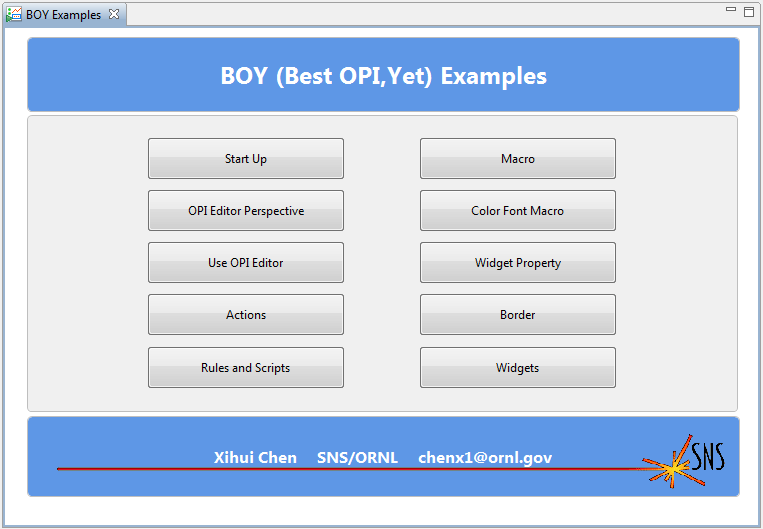 BOY Examples
BOY (Best OPI,Yet) Examples
Start Up
Macro
OPI Editor Perspective
Color Font Macro
Use OPI Editor
Widget Property
Actions
Border
Rules and Scripts
Widgets
Xihui Chen SNS/ORNL chenx1@ornl.gov
SNS